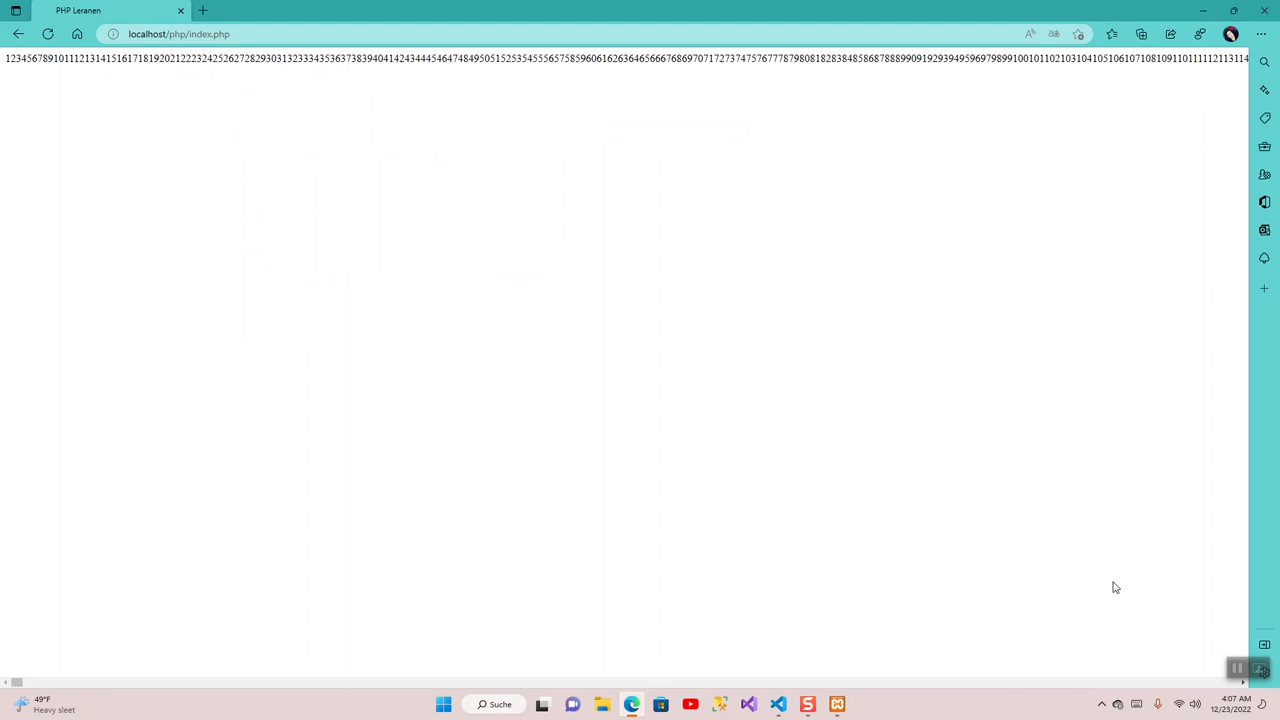 PHP Leranen
localhost/php/index.php
123456789101112131415161718192021222324252627282930313233343536373839404142434445464748495051525354555657585960616263646566676869707172737475767778798081828384858687888990919293949596979899100101102103104105106107108109110111112113114
49°F
Heavy sleet
Suche
4:07 AM
12/23/2022